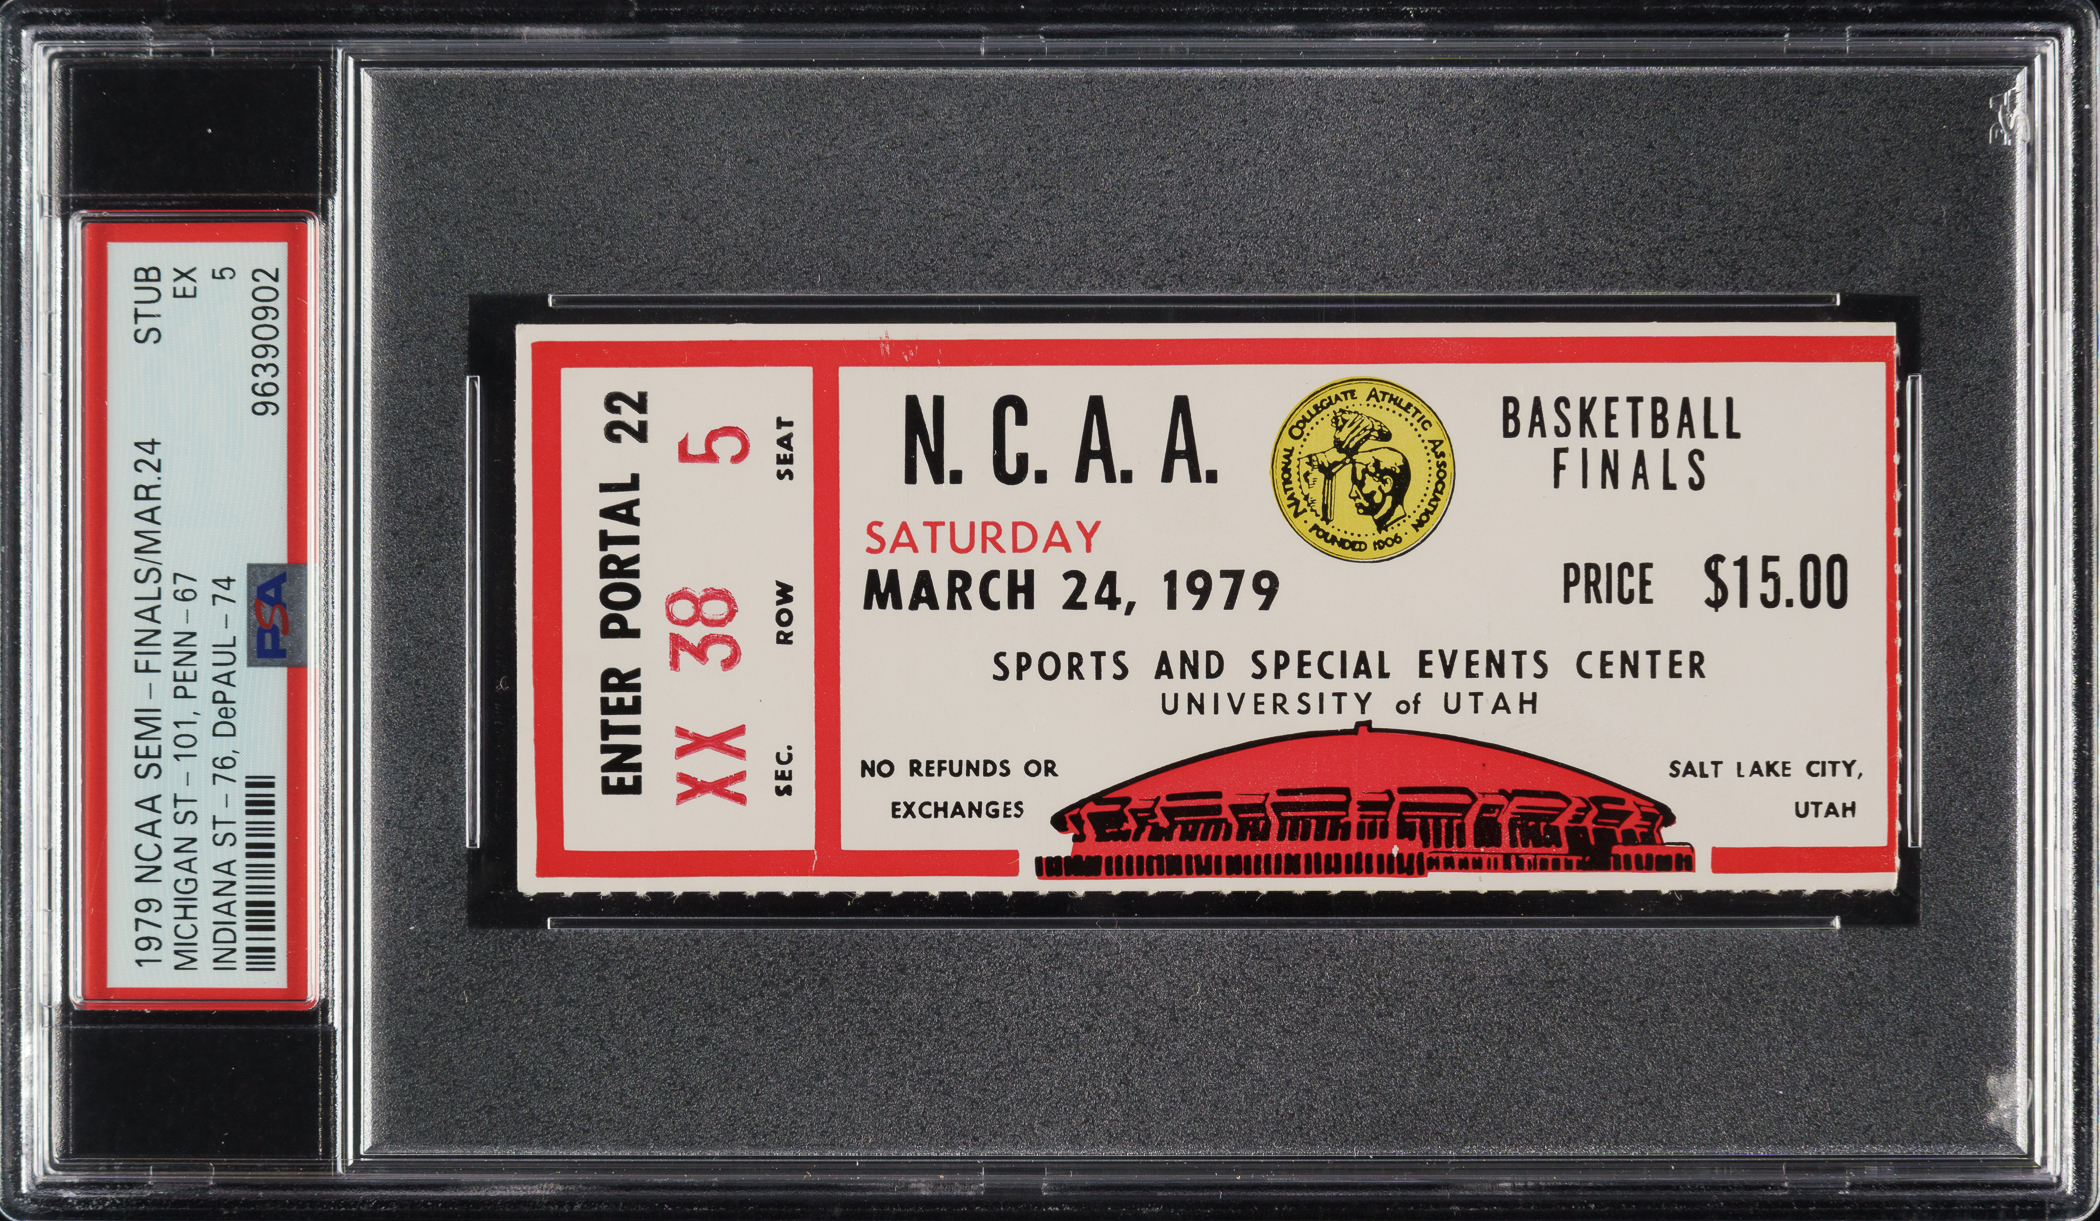 1979 NCAA SEMI-FINALS/MAR.24 STUB
MICHIGAN ST-101, PENN-67 EX
INDIANA ST-76, DePAUL-74 5
96390902
PSA
ENTER PORTAL 22
XX 38 5
SEC. ROW SEAT
N.C.A.A.
NATIONAL COLLEGIATE ATHLETIC ASSOCIATION
FOUNDED 1906
BASKETBALL
FINALS
SATURDAY
MARCH 24, 1979
PRICE $15.00
SPORTS AND SPECIAL EVENTS CENTER
UNIVERSITY of UTAH
NO REFUNDS OR
EXCHANGES
SALT LAKE CITY,
UTAH